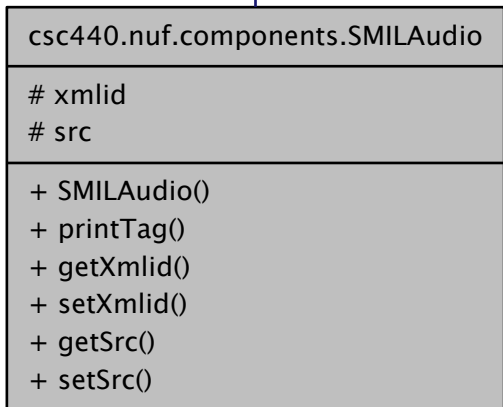 csc440.nuf.components.SMILAudio
# xmlid
# src
+ SMILAudio()
+ printTag()
+ getXmlid()
+ setXmlid()
+ getSrc()
+ setSrc()